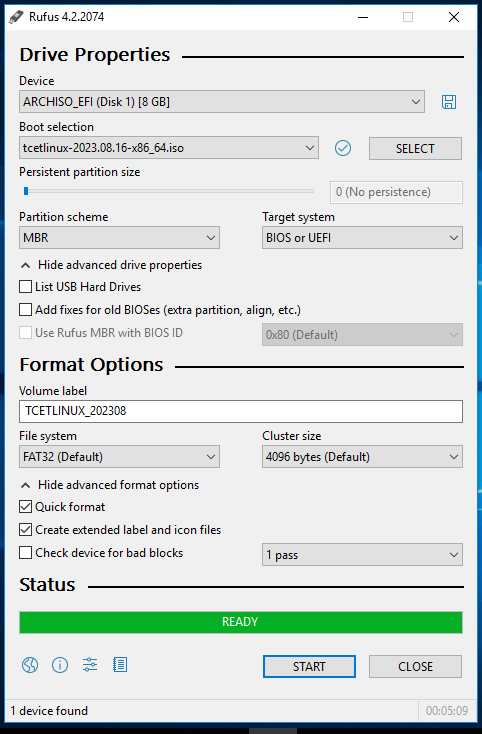 Rufus 4.2.2074
Drive Properties
Device
ARCHISO_EFI (Disk 1) [8 GB]
Boot selection
tcetlinux-2023.08.16-x86_64.iso
SELECT
Persistent partition size
0 (No persistence)
Partition scheme
Target system
MBR
BIOS or UEFI
Hide advanced drive properties
List USB Hard Drives
Add fixes for old BIOSes (extra partition, align, etc.)
Use Rufus MBR with BIOS ID
0x80 (Default)
Format Options
Volume label
TCETLINUX_202308
File system
Cluster size
FAT32 (Default)
4096 bytes (Default)
Hide advanced format options
Quick format
Create extended label and icon files
Check device for bad blocks
1 pass
Status
READY
START
CLOSE
1 device found
00:05:09